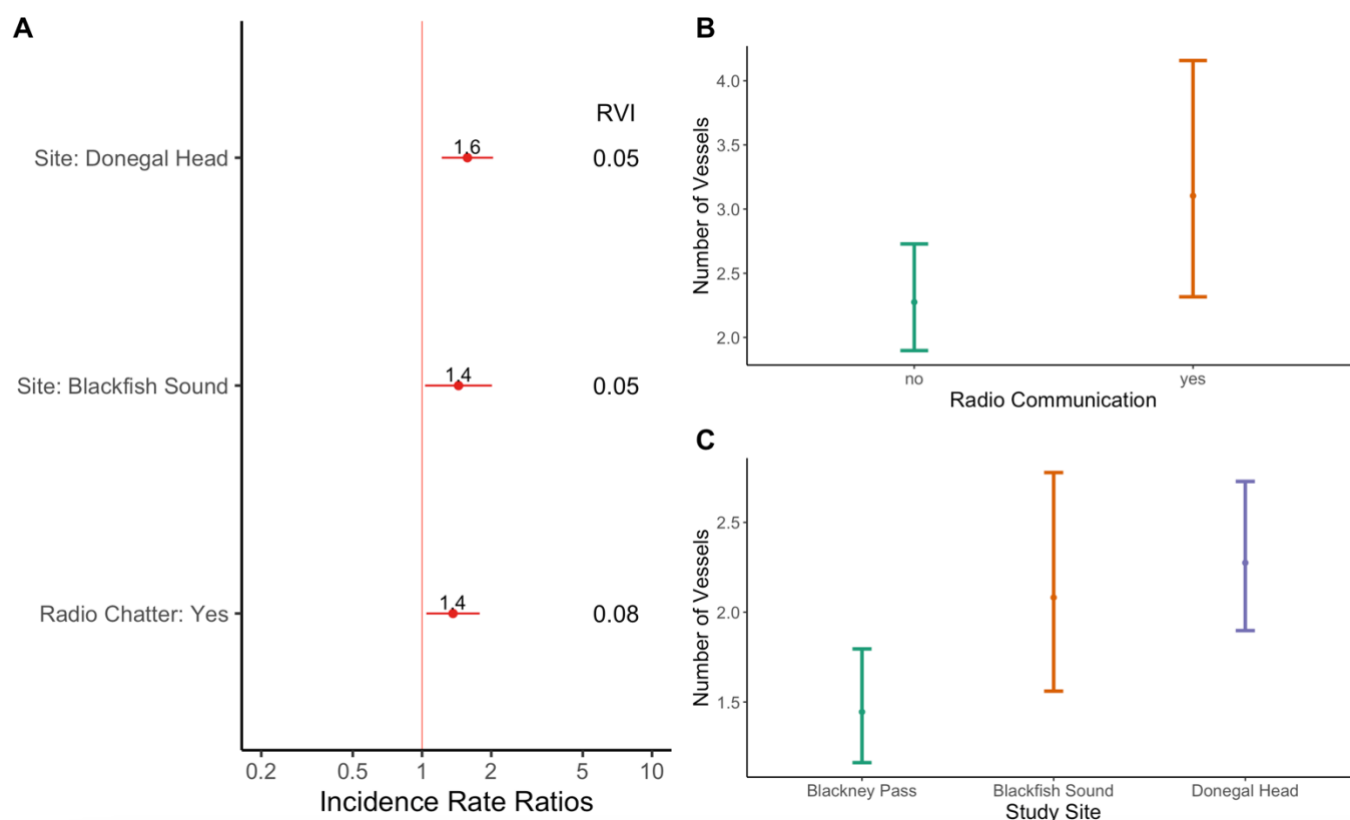 A
RVI
Site: Donegal Head
1.6
0.05
Site: Blackfish Sound
1.4
0.05
Radio Chatter: Yes
1.4
0.08
0.2 0.5 1 2 5 10
Incidence Rate Ratios
B
Number of Vessels
4.0
3.5
3.0
2.5
2.0
no yes
Radio Communication
C
Number of Vessels
2.5
2.0
1.5
Blackney Pass Blackfish Sound Donegal Head
Study Site